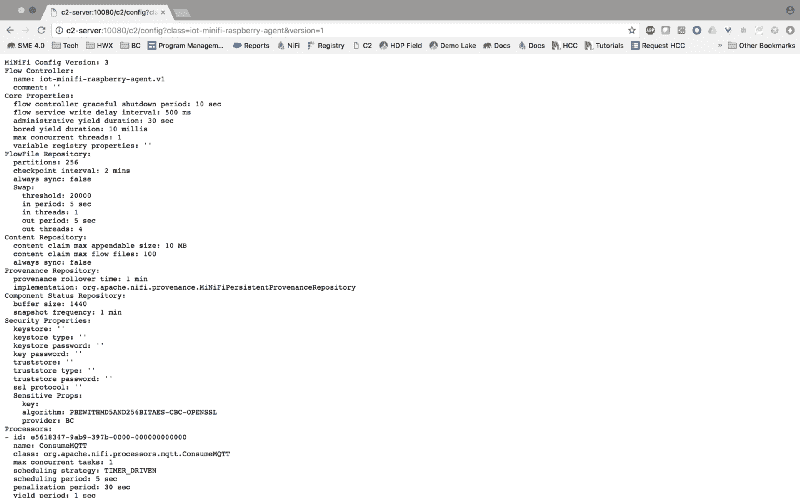 c2-server:10080/c2/config?cla
c2-server:10080/c2/config?class=iot-minifi-raspberry-agent&version=1
SME 4.0 Tech HWX BC Program Managem... Reports NiFi Registry C2 HDP Field Demo Lake Docs Docs HCC Tutorials Request HCC » Other Bookmarks
MiNiFi Config Version: 3
Flow Controller:
name: iot-minifi-raspberry-agent.v1
comment: ''
Core Properties:
flow controller graceful shutdown period: 10 sec
flow service write delay interval: 500 ms
administrative yield duration: 30 sec
bored yield duration: 10 millis
max concurrent threads: 1
variable registry properties: ''
FlowFile Repository:
partitions: 256
checkpoint interval: 2 mins
always sync: false
Swap:
threshold: 20000
in period: 5 sec
in threads: 1
out period: 5 sec
out threads: 4
Content Repository:
content claim max appendable size: 10 MB
content claim max flow files: 100
always sync: false
Provenance Repository:
provenance rollover time: 1 min
implementation: org.apache.nifi.provenance.MiNiFiPersistentProvenanceRepository
Component Status Repository:
buffer size: 1440
snapshot frequency: 1 min
Security Properties:
keystore: ''
keystore type: ''
keystore password: ''
key password: ''
truststore: ''
truststore type: ''
truststore password: ''
ssl protocol: ''
Sensitive Props:
key:
algorithm: PBEWITHMD5AND256BITAES-CBC-OPENSSL
provider: BC
Processors:
- id: e5618347-9ab9-397b-0000-000000000000
name: ConsumeMQTT
class: org.apache.nifi.processors.mqtt.ConsumeMQTT
max concurrent tasks: 1
scheduling strategy: TIMER_DRIVEN
scheduling period: 5 sec
penalization period: 30 sec
yield period: 1 sec